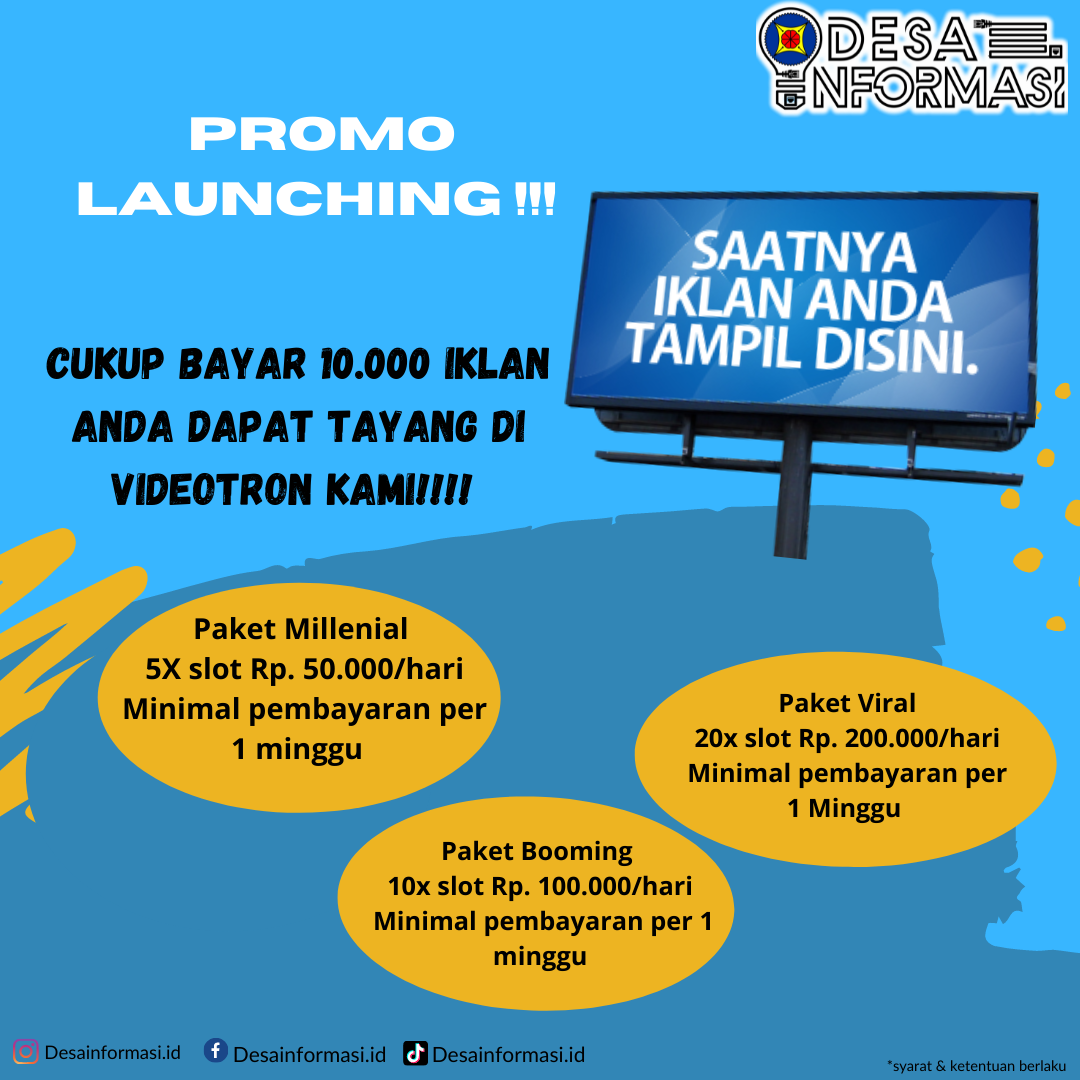 DESA
INFORMASI
PROMO
LAUNCHING !!!
SAATNYA
IKLAN ANDA
TAMPIL DISINI.
CUKUP BAYAR 10.000 IKLAN
ANDA DAPAT TAYANG DI
VIDEOTRON KAMI!!!!
Paket Millenial
5X slot Rp. 50.000/hari
Minimal pembayaran per
1 minggu
Paket Viral
20x slot Rp. 200.000/hari
Minimal pembayaran per
1 Minggu
Paket Booming
10x slot Rp. 100.000/hari
Minimal pembayaran per 1
minggu
Desainformasi.id Desainformasi.id Desainformasi.id
*syarat & ketentuan berlaku